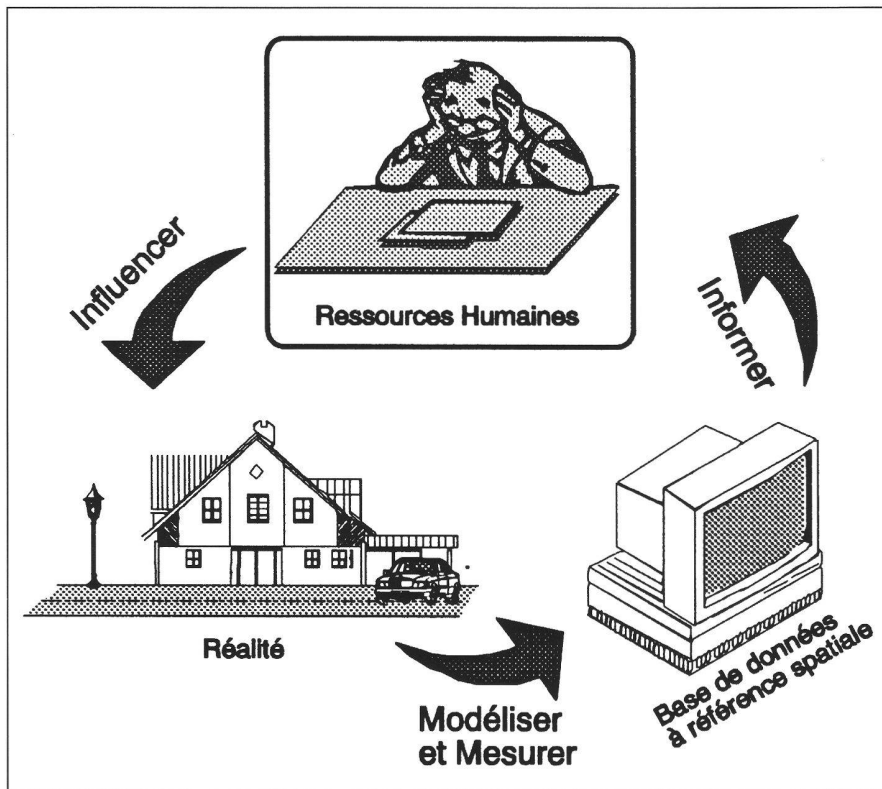 Ressources Humaines
Influencer
Informer
Réalité
Modéliser
et Mesurer
Base de données
à référence spatiale